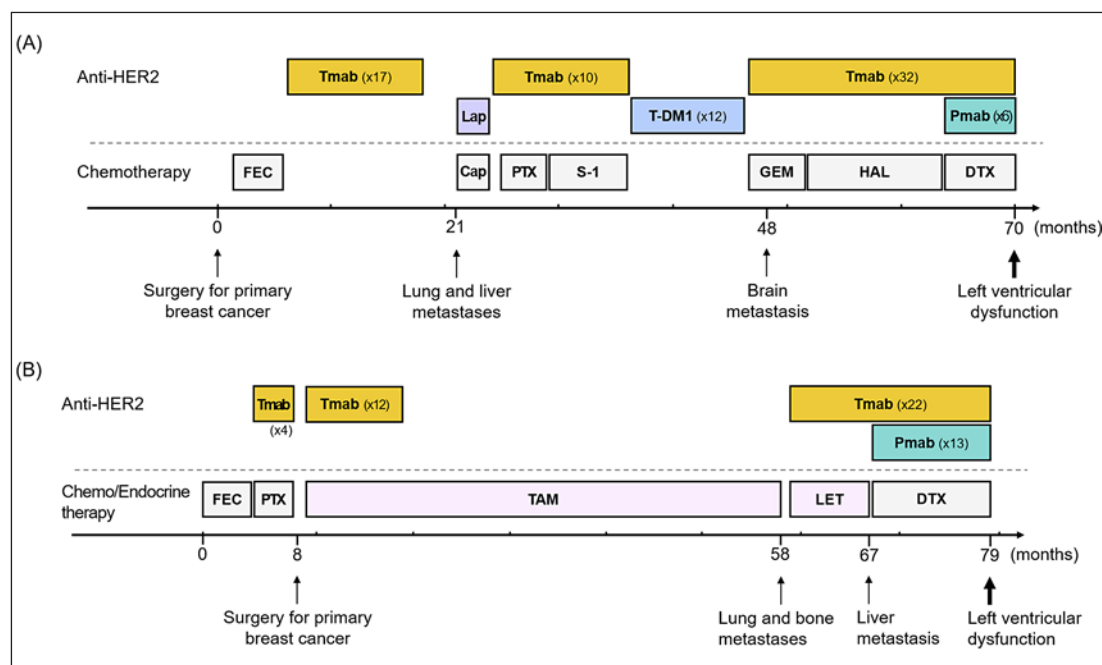 (A)
Anti-HER2
Tmab (x17)
Tmab (x10)
Tmab (x32)
Lap
T-DM1 (x12)
Pmab (x6)
Chemotherapy
FEC
Cap
PTX
S-1
GEM
HAL
DTX
0
21
48
70
(months)
Surgery for primary
breast cancer
Lung and liver
metastases
Brain
metastasis
Left ventricular
dysfunction
(B)
Anti-HER2
Tmab
(x4)
Tmab (x12)
Tmab (x22)
Pmab (x13)
Chemo/Endocrine
therapy
FEC
PTX
TAM
LET
DTX
0
8
58
67
79
(months)
Surgery for primary
breast cancer
Lung and bone
metastases
Liver
metastasis
Left ventricular
dysfunction